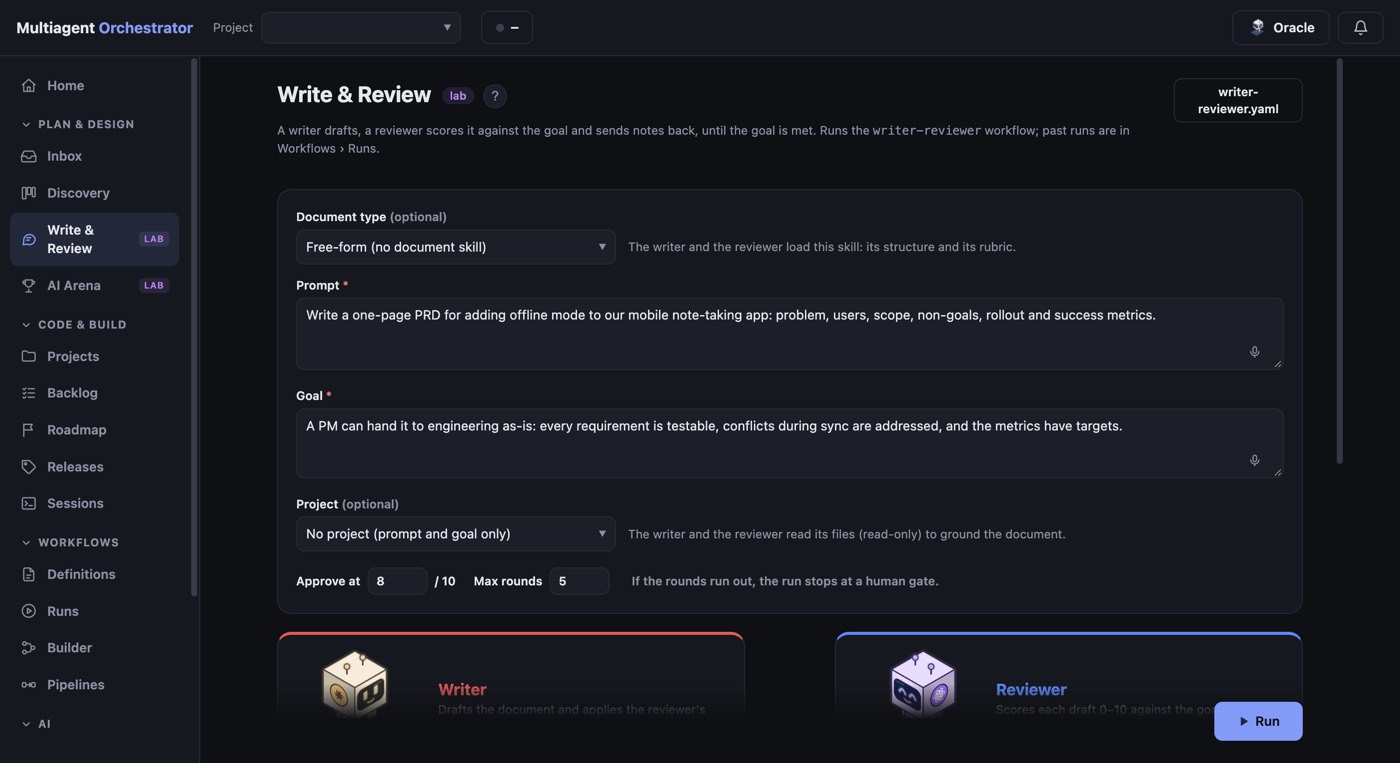 Multiagent Orchestrator
Project
–
Oracle
Home
PLAN & DESIGN
Inbox
Discovery
Write &
Review
LAB
AI Arena
LAB
CODE & BUILD
Projects
Backlog
Roadmap
Releases
Sessions
WORKFLOWS
Definitions
Runs
Builder
Pipelines
AI
Write & Review
lab
?
writer-
reviewer.yaml
A writer drafts, a reviewer scores it against the goal and sends notes back, until the goal is met. Runs the writer-reviewer workflow; past runs are in
Workflows › Runs.
Document type (optional)
Free-form (no document skill)
The writer and the reviewer load this skill: its structure and its rubric.
Prompt *
Write a one-page PRD for adding offline mode to our mobile note-taking app: problem, users, scope, non-goals, rollout and success metrics.
Goal *
A PM can hand it to engineering as-is: every requirement is testable, conflicts during sync are addressed, and the metrics have targets.
Project (optional)
No project (prompt and goal only)
The writer and the reviewer read its files (read-only) to ground the document.
Approve at 8 / 10 Max rounds 5 If the rounds run out, the run stops at a human gate.
Writer
Drafts the document and applies the reviewer's
Reviewer
Scores each draft 0–10 against the
Run